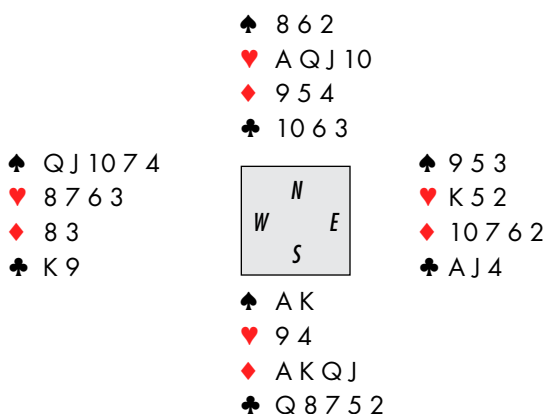 ♠ 8 6 2
♥ A Q J 10
♦ 9 5 4
♣ 10 6 3
♠ Q J 10 7 4
♥ 8 7 6 3
♦ 8 3
♣ K 9
N
W E
S
♠ 9 5 3
♥ K 5 2
♦ 10 7 6 2
♣ A J 4
♠ A K
♥ 9 4
♦ A K Q J
♣ Q 8 7 5 2